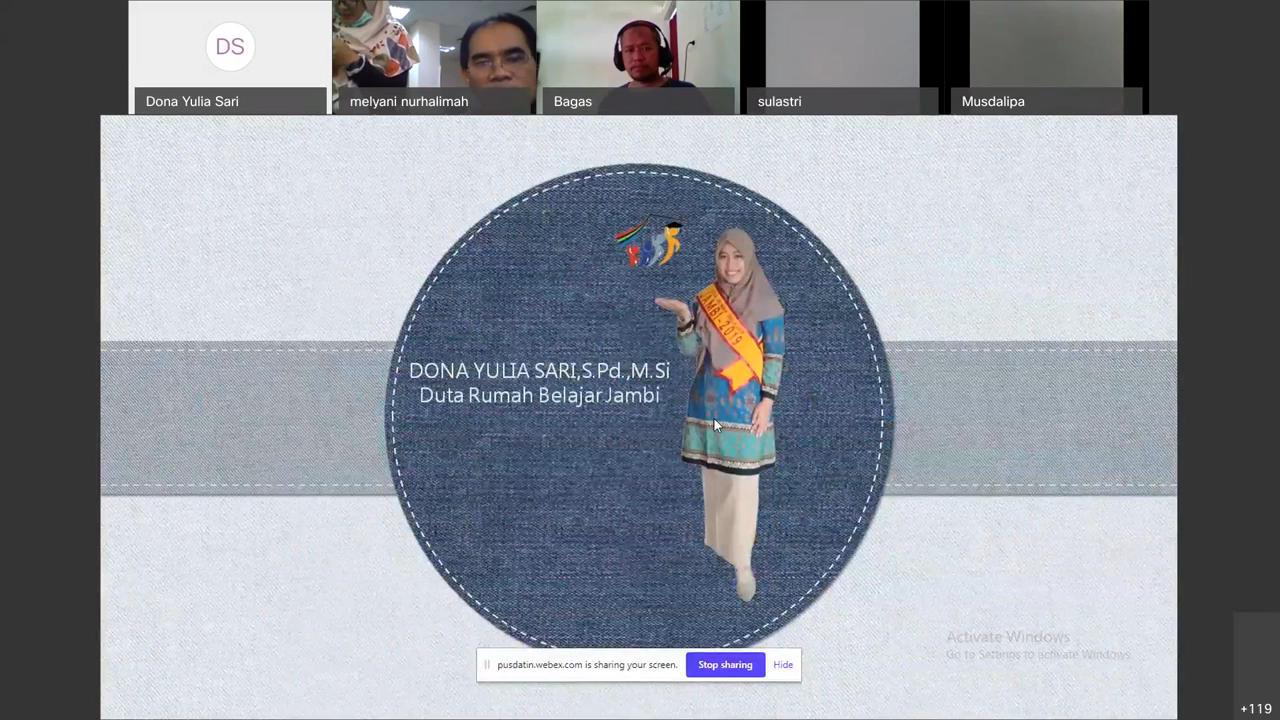 DS
Dona Yulia Sari
melyani nurhalimah
Bagas
sulastri
Musdalipa
JAMBI-2019
DONA YULIA SARI,S.Pd.,M.Si
Duta Rumah Belajar Jambi
Activate Windows
Go to Settings to activate Windows.
pusdatin.webex.com is sharing your screen.
Stop sharing
Hide
+119